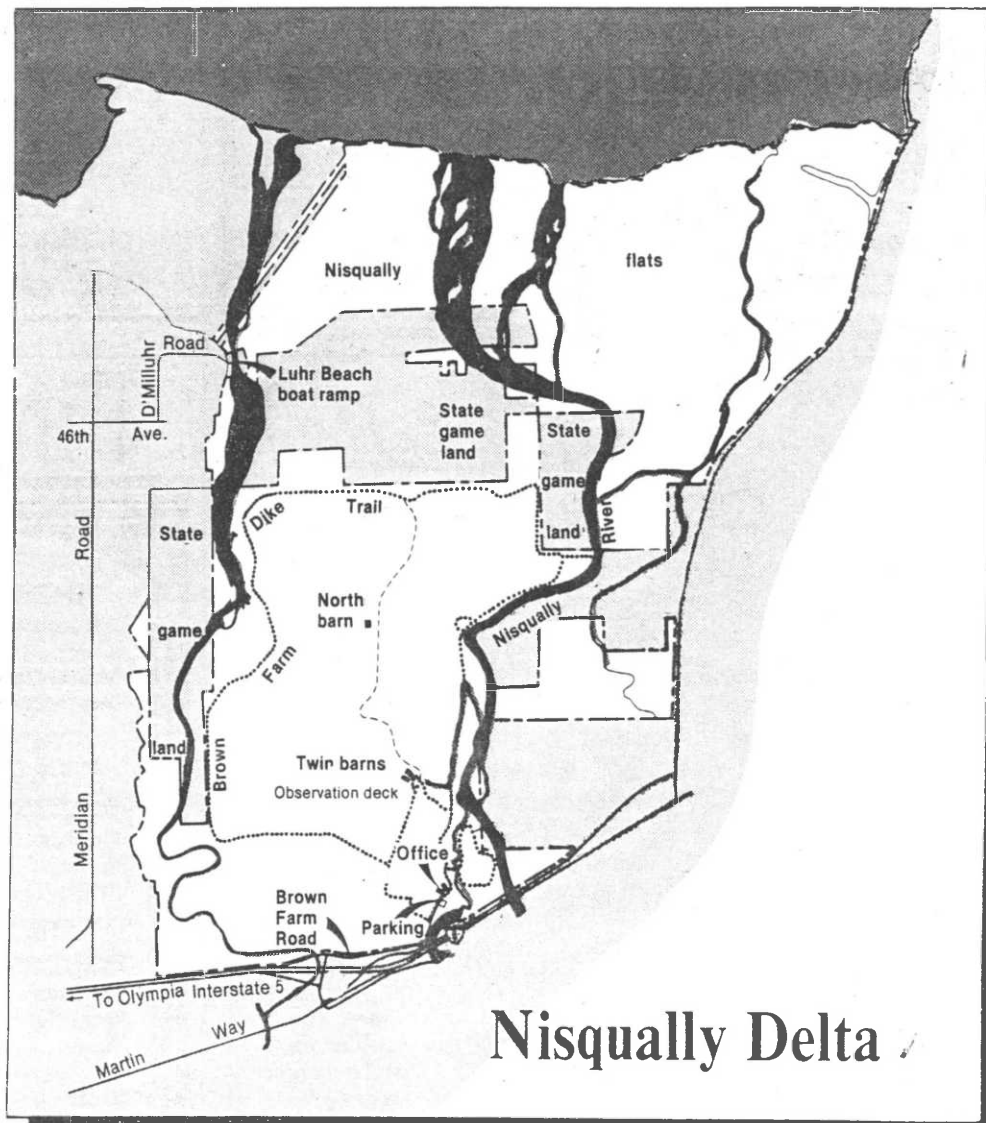 Nisqually
flats
Road
D'Milluhr
Luhr Beach
boat ramp
46th Ave.
State
game
land
State
game
land
River
Dike
Trail
State
game
land
Road
North
barn
Nisqually
Farm
Brown
Twin barns
Observation deck
Meridian
Office
Brown
Farm
Road
Parking
To Olympia Interstate 5
Martin Way
Nisqually Delta